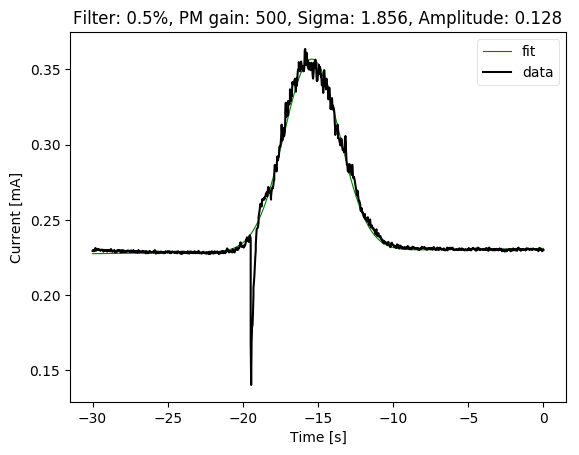 Filter: 0.5%, PM gain: 500, Sigma: 1.856, Amplitude: 0.128
fit
data
0.35
0.30
0.25
0.20
0.15
Current [mA]
−30
−25
−20
−15
−10
−5
0
Time [s]